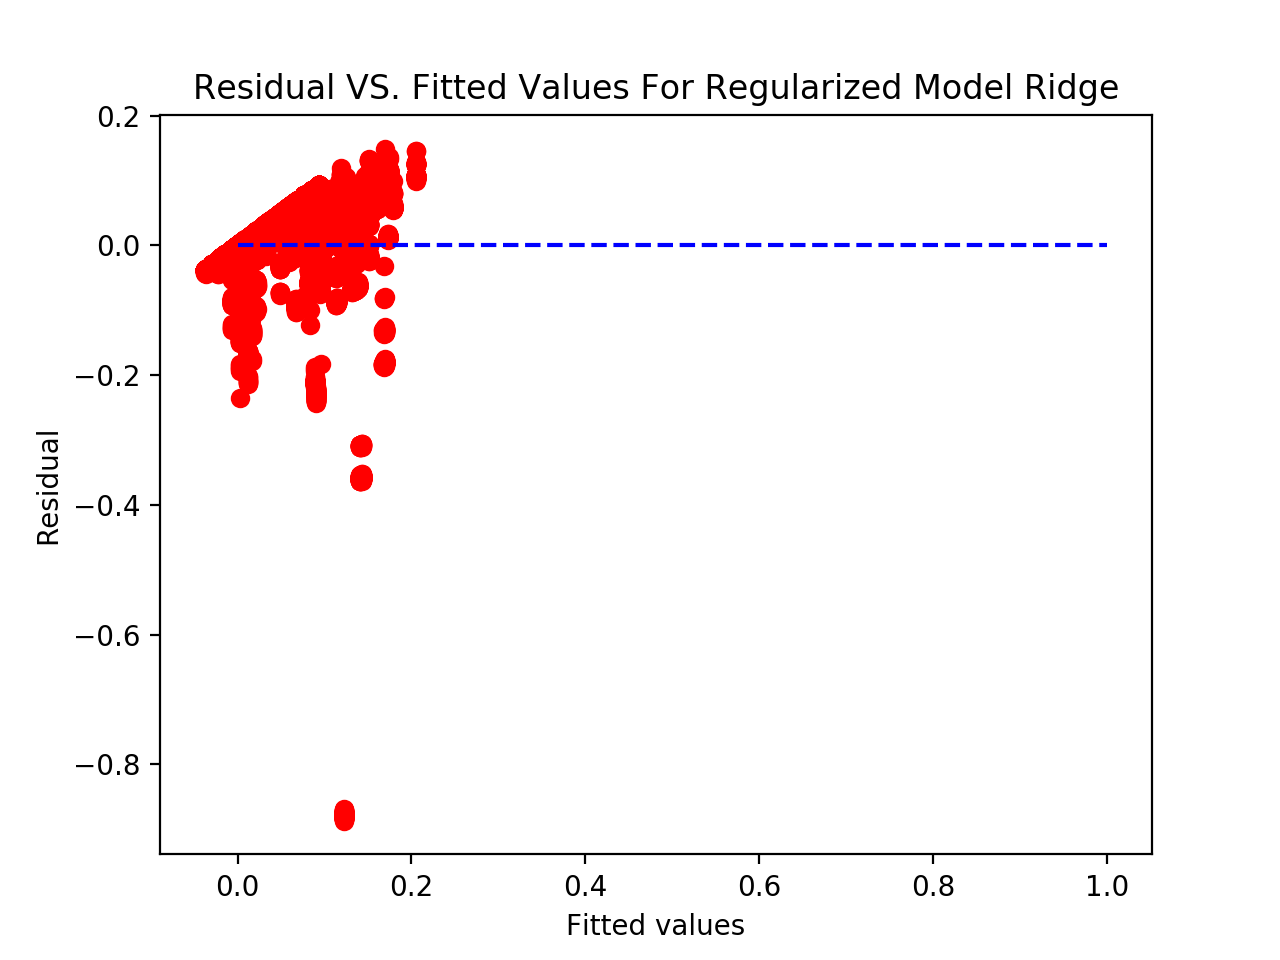 Residual VS. Fitted Values For Regularized Model Ridge
0.2
0.0
−0.2
−0.4
−0.6
−0.8
Residual
0.0 0.2 0.4 0.6 0.8 1.0
Fitted values